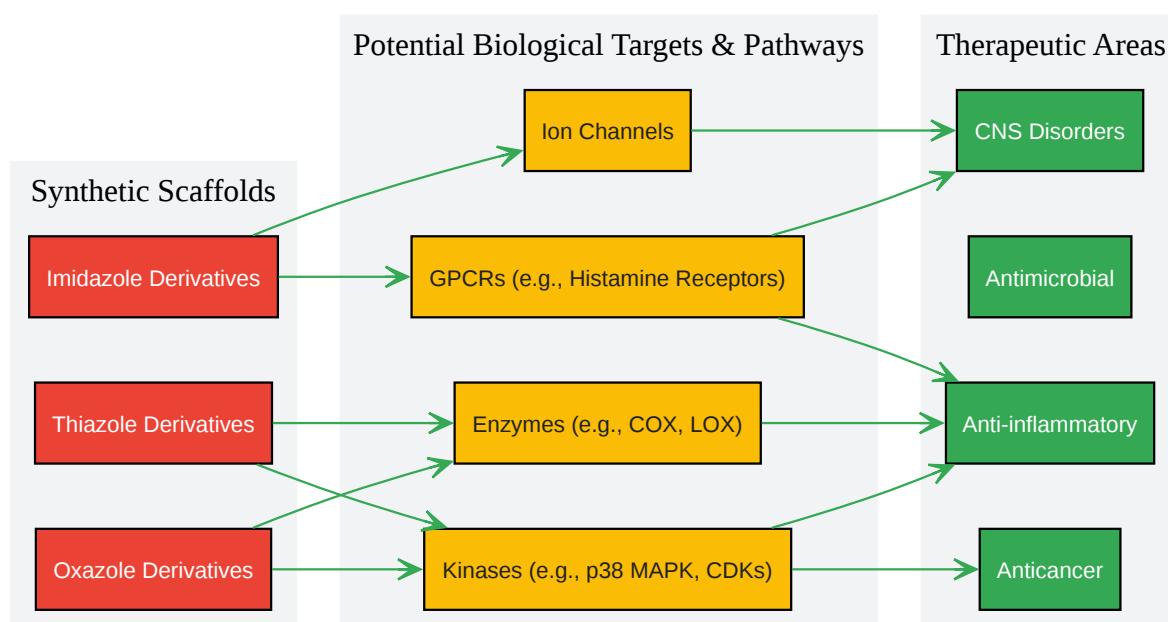 Potential Biological Targets & Pathways
Therapeutic Areas
Ion Channels
CNS Disorders
Synthetic Scaffolds
Imidazole Derivatives
GPCRs (e.g., Histamine Receptors)
Antimicrobial
Thiazole Derivatives
Enzymes (e.g., COX, LOX)
Anti-inflammatory
Oxazole Derivatives
Kinases (e.g., p38 MAPK, CDKs)
Anticancer